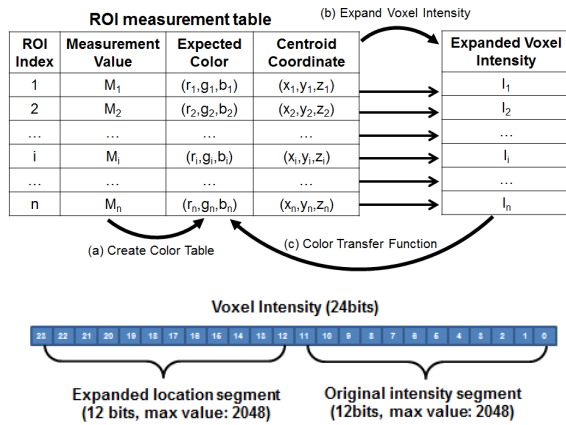 ROI measurement table
(b) Expand Voxel Intensity
ROI Index Measurement Value Expected Color Centroid Coordinate Expanded Voxel Intensity
1 M1 (r1,g1,b1) (x1,y1,z1) I1
2 M2 (r2,g2,b2) (x2,y2,z2) I2
... ... ... ... ...
i Mi (ri,gi,bi) (xi,yi,zi) Ii
... ... ... ... ...
n Mn (rn,gn,bn) (xn,yn,zn) In
(a) Create Color Table
(c) Color Transfer Function
Voxel Intensity (24bits)
23 22 21 20 19 18 17 16 15 14 13 12 11 10 9 8 7 6 5 4 3 2 1 0
Expanded location segment
(12 bits, max value: 2048)
Original intensity segment
(12bits, max value: 2048)